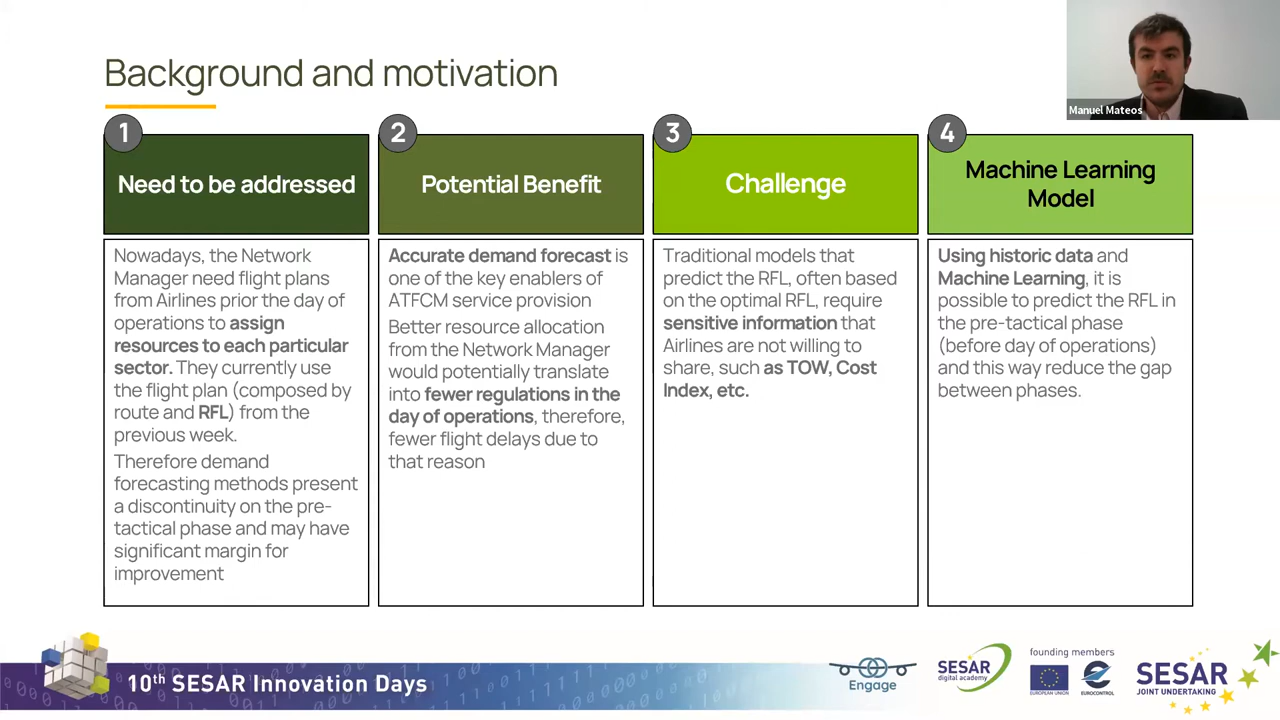 Background and motivation
Manuel Mateos
1
Need to be addressed
Nowadays, the Network
Manager need flight plans
from Airlines prior the day of
operations to assign
resources to each particular
sector. They currently use
the flight plan (composed by
route and RFL) from the
previous week.
Therefore demand
forecasting methods present
a discontinuity on the pre-
tactical phase and may have
significant margin for
improvement
2
Potential Benefit
Accurate demand forecast is
one of the key enablers of
ATFCM service provision
Better resource allocation
from the Network Manager
would potentially translate
into fewer regulations in the
day of operations, therefore,
fewer flight delays due to
that reason
3
Challenge
Traditional models that
predict the RFL, often based
on the optimal RFL, require
sensitive information that
Airlines are not willing to
share, such as TOW, Cost
Index, etc.
4
Machine Learning
Model
Using historic data and
Machine Learning, it is
possible to predict the RFL in
the pre-tactical phase
(before day of operations)
and this way reduce the gap
between phases.
10th SESAR Innovation Days
Engage
SESAR
digital academy
founding members
EUROPEAN UNION
EUROCONTROL
SESAR
JOINT UNDERTAKING